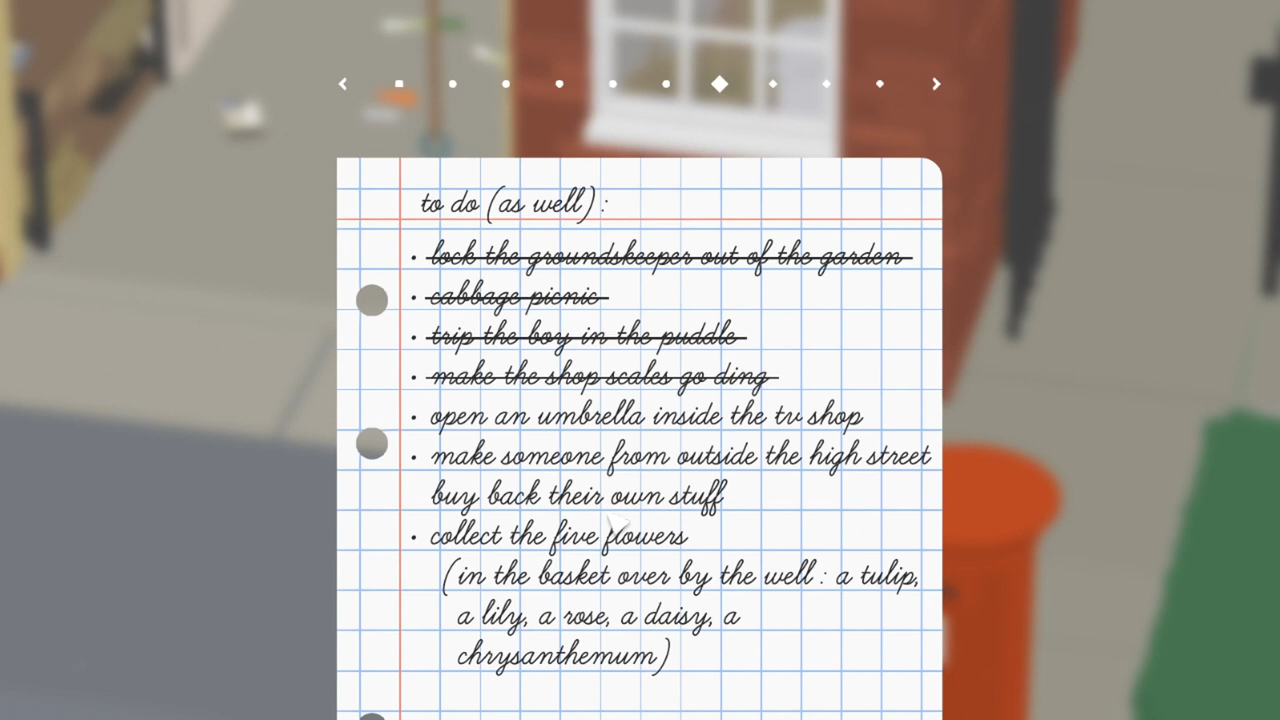 to do (as well):
• lock the groundskeeper out of the garden
• cabbage picnic
• trip the boy in the puddle
• make the shop scales go ding
• open an umbrella inside the tv shop
• make someone from outside the high street
buy back their own stuff
• collect the five flowers
(in the basket over by the well: a tulip,
a lily, a rose, a daisy, a
chrysanthemum)